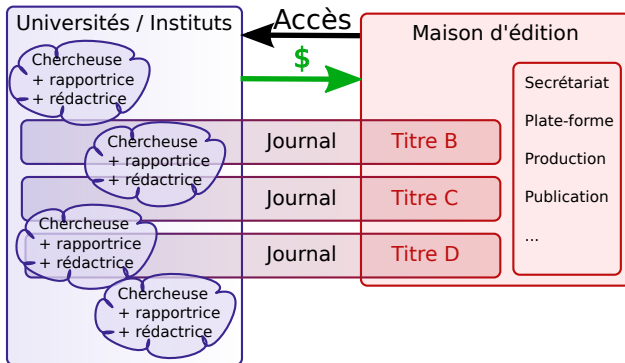 Universités / Instituts
Accès
$
Maison d'édition
Chercheuse
+ rapportrice
+ rédactrice
Secrétariat
Plate-forme
Production
Publication
...
Chercheuse
+ rapportrice
+ rédactrice
Journal Titre B
Journal Titre C
Chercheuse
+ rapportrice
+ rédactrice
Journal Titre D
Chercheuse
+ rapportrice
+ rédactrice